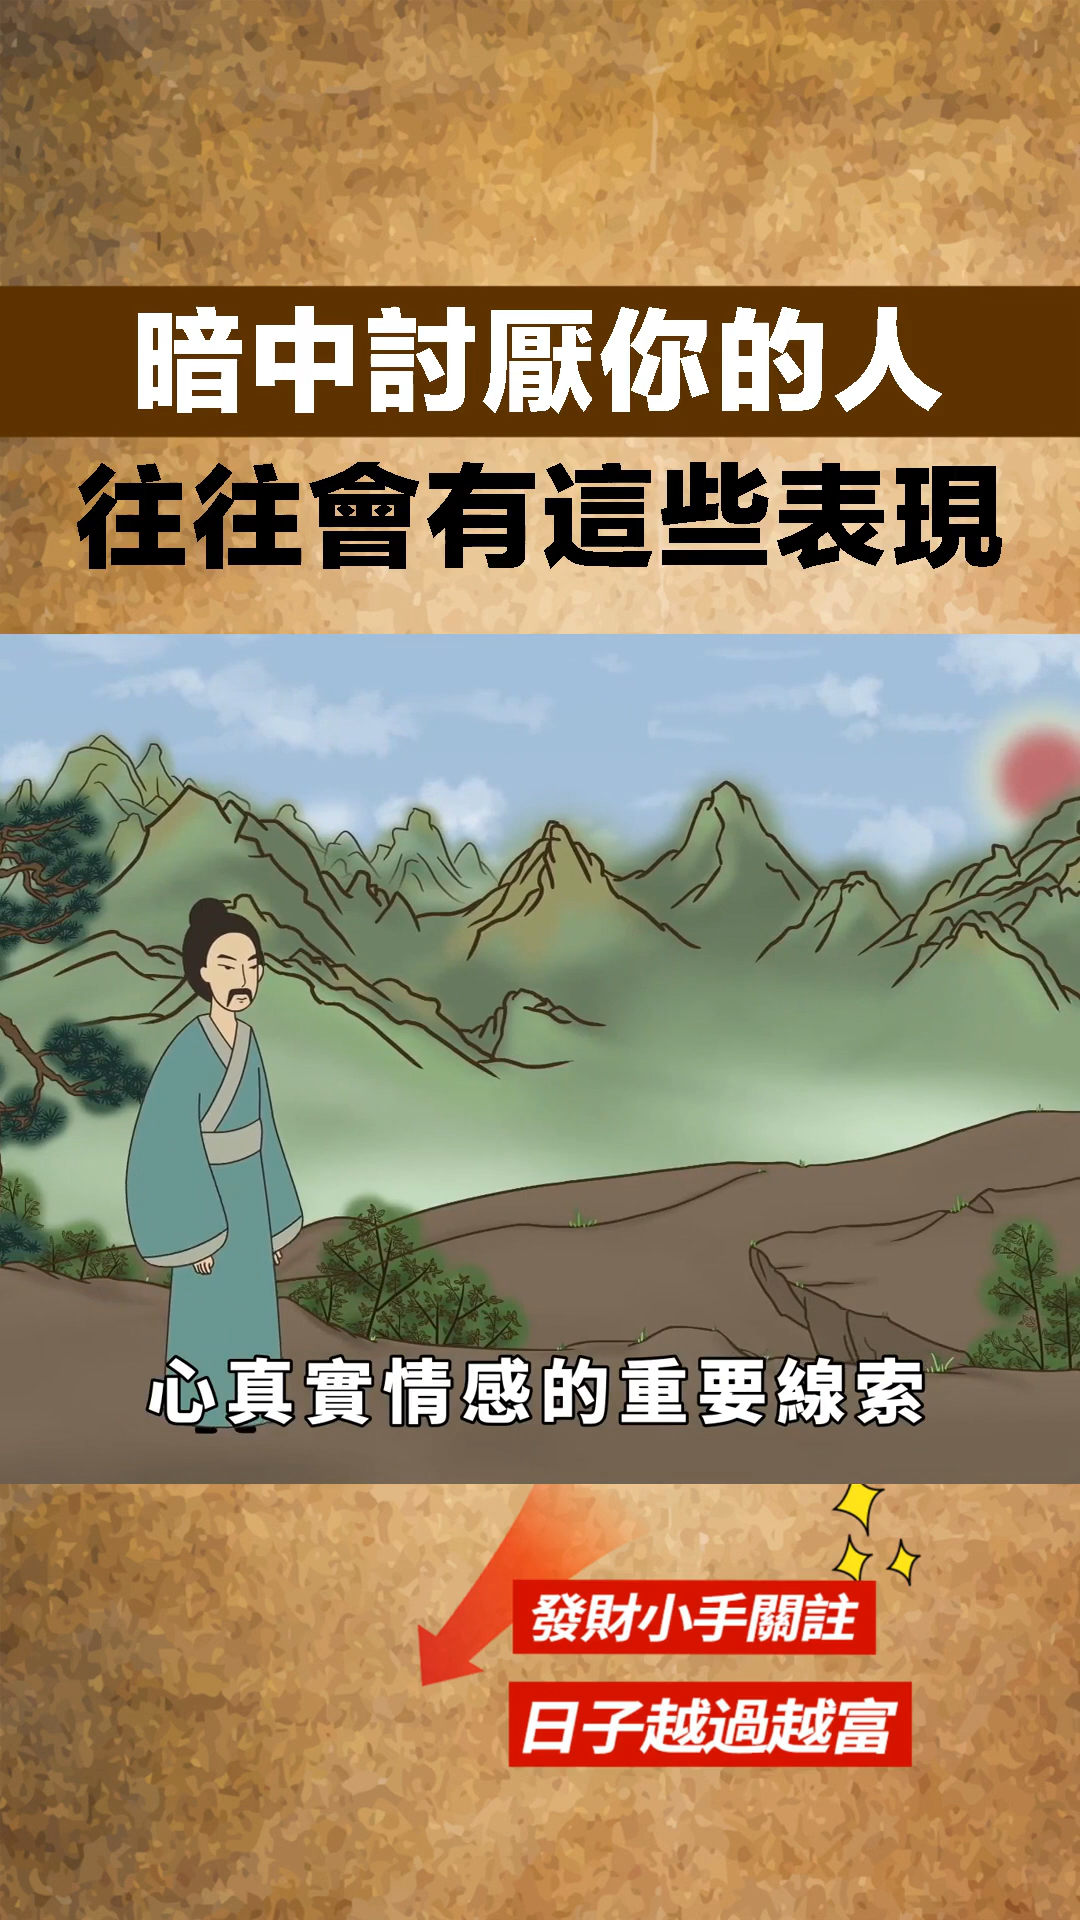 暗中討厭你的人
往往會有這些表現
心真實情感的重要線索
發財小手關註
日子越過越富